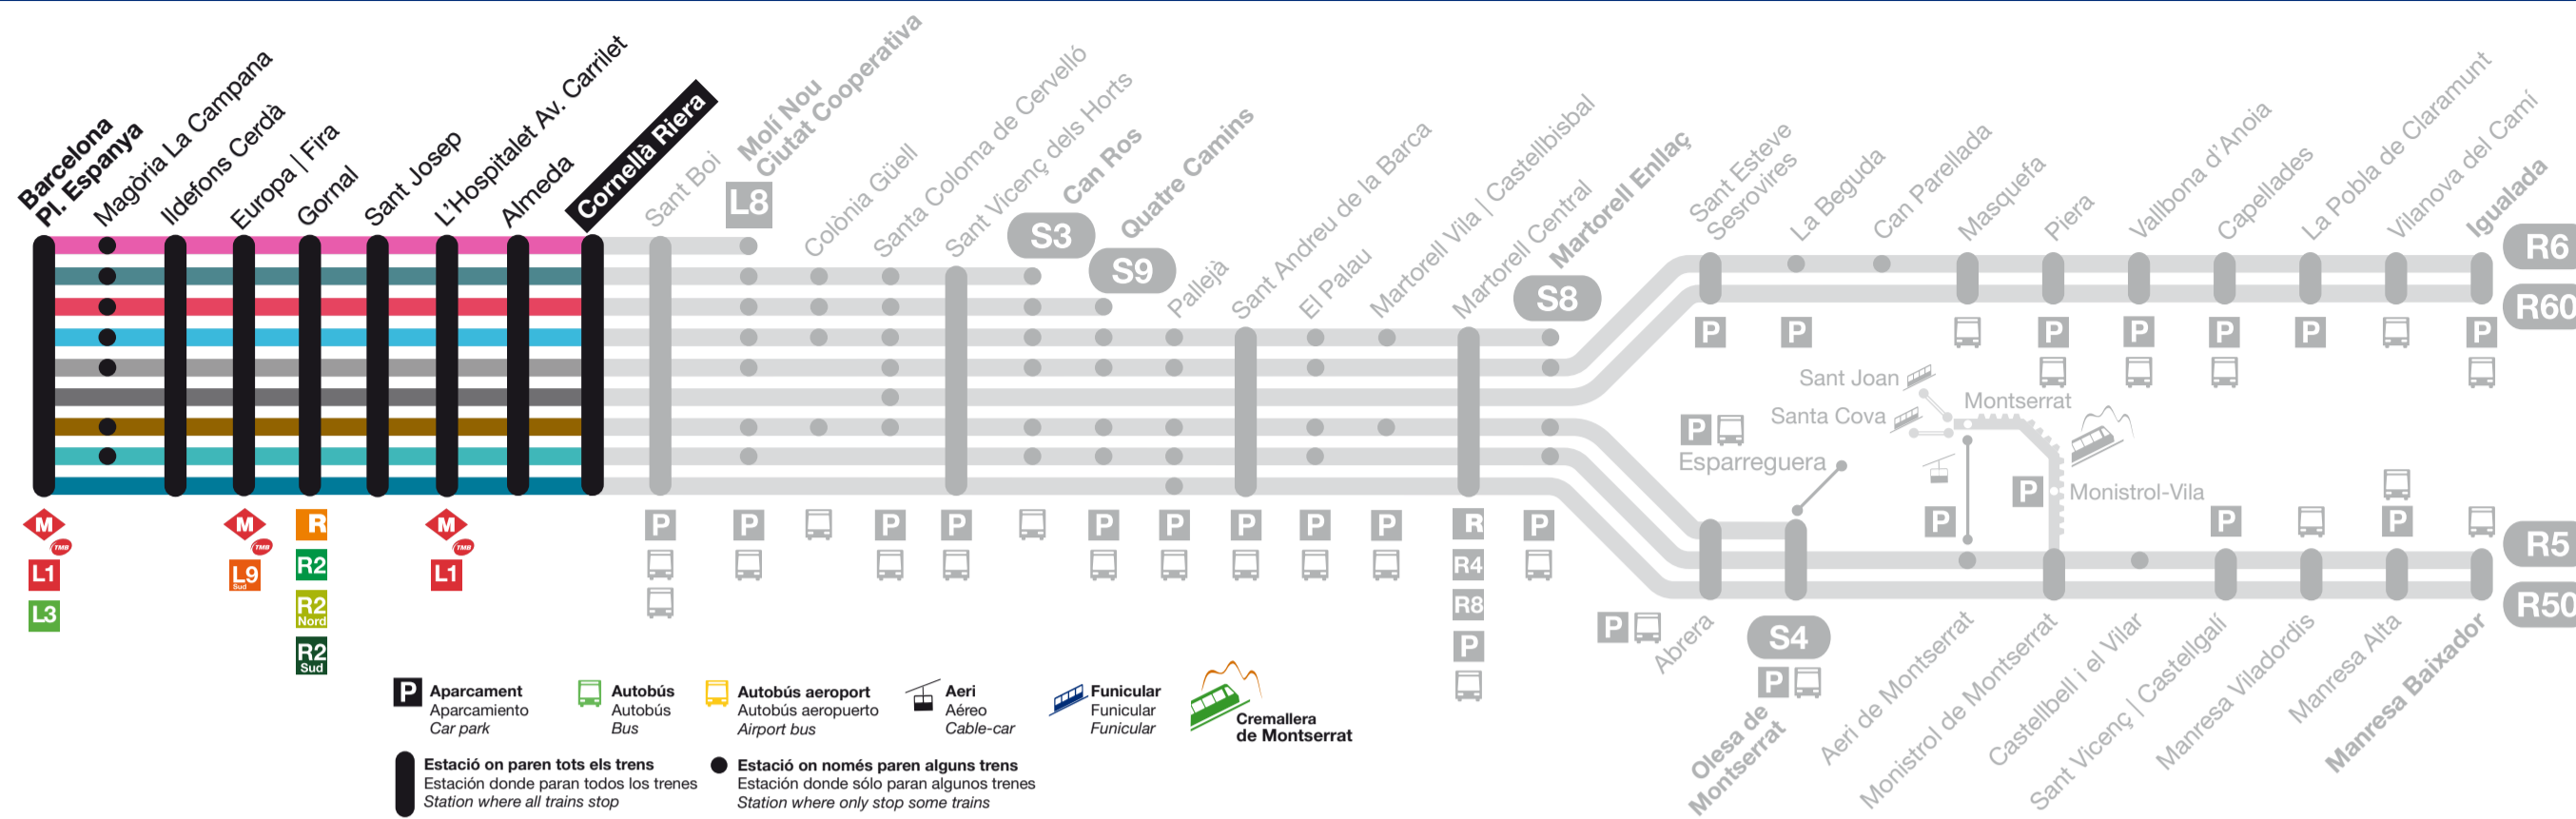 Barcelona
Pl. Espanya
Magòria La Campana
Ildefons Cerdà
Europa | Fira
Gornal
Sant Josep
L'Hospitalet Av. Carrilet
Almeda
Cornellà Riera
Sant Boi
Molí Nou
Ciutat Cooperativa
L8
Colònia Güell
Santa Coloma de Cervelló
Sant Vicenç dels Horts
Can Ros
S3
Quatre Camins
S9
Pallejà
Sant Andreu de la Barca
El Palau
Martorell Vila | Castellbisbal
Martorell Central
Martorell Enllaç
S8
Sant Esteve
Sesrovires
La Beguda
Can Parellada
Masquefa
Piera
Vallbona d'Anoia
Capellades
La Pobla de Claramunt
Vilanova del Camí
Igualada
R6
R60
P
P
P
P
P
P
P
Sant Joan
Santa Cova
Montserrat
P
Esparreguera
P
P
Monistrol-Vila
P
P
R5
R50
M
TMB
L1
L3
M
TMB
L9
Sud
R
R2
R2
Nord
R2
Sud
M
TMB
L1
P
P
P
P
P
P
P
P
P
R
R4
R8
P
P
P
Abrera
S4
P
Olesa de
Montserrat
Aeri de Montserrat
Monistrol de Montserrat
Castellbell i el Vilar
Sant Vicenç | Castellgalí
Manresa Viladordis
Manresa Alta
Manresa Baixador
P
Aparcament
Aparcamiento
Car park
Autobús
Autobús
Bus
Autobús aeroport
Autobús aeropuerto
Airport bus
Aeri
Aéreo
Cable-car
Funicular
Funicular
Funicular
Cremallera
de Montserrat
Estació on paren tots els trens
Estación donde paran todos los trenes
Station where all trains stop
Estació on només paren alguns trens
Estación donde sólo paran algunos trenes
Station where only stop some trains